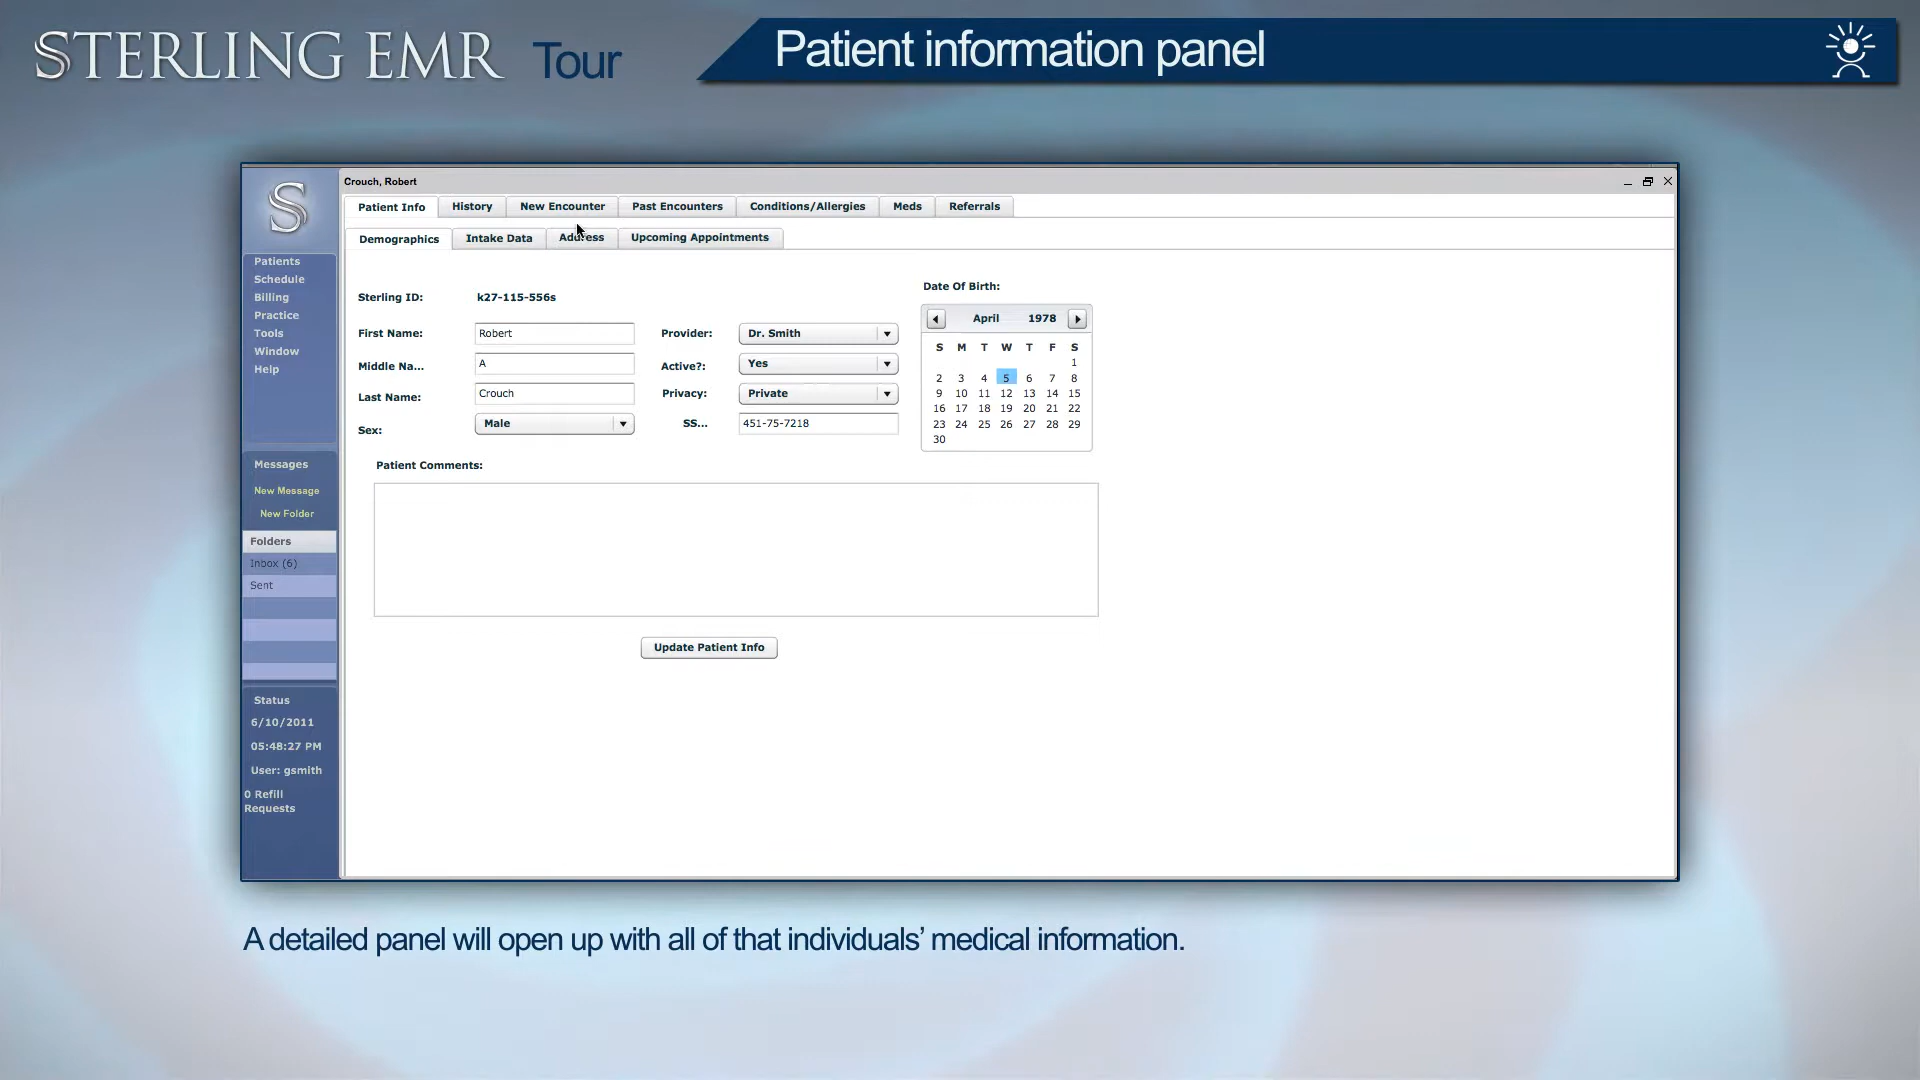 STERLING EMR Tour
Patient information panel
Crouch, Robert
Patient Info History New Encounter Past Encounters Conditions/Allergies Meds Referrals
Demographics Intake Data Address Upcoming Appointments
S
Patients
Schedule
Billing
Practice
Tools
Window
Help
Messages
New Message
New Folder
Folders
Inbox (6)
Sent
Status
6/10/2011
05:48:27 PM
User: gsmith
0 Refill
Requests
Sterling ID: k27-115-556s
First Name: Robert
Middle Na... A
Last Name: Crouch
Sex: Male
Provider: Dr. Smith
Active?: Yes
Privacy: Private
SS... 451-75-7218
Date Of Birth:
April 1978
S M T W T F S
1
2 3 4 5 6 7 8
9 10 11 12 13 14 15
16 17 18 19 20 21 22
23 24 25 26 27 28 29
30
Patient Comments:
Update Patient Info
A detailed panel will open up with all of that individuals’ medical information.